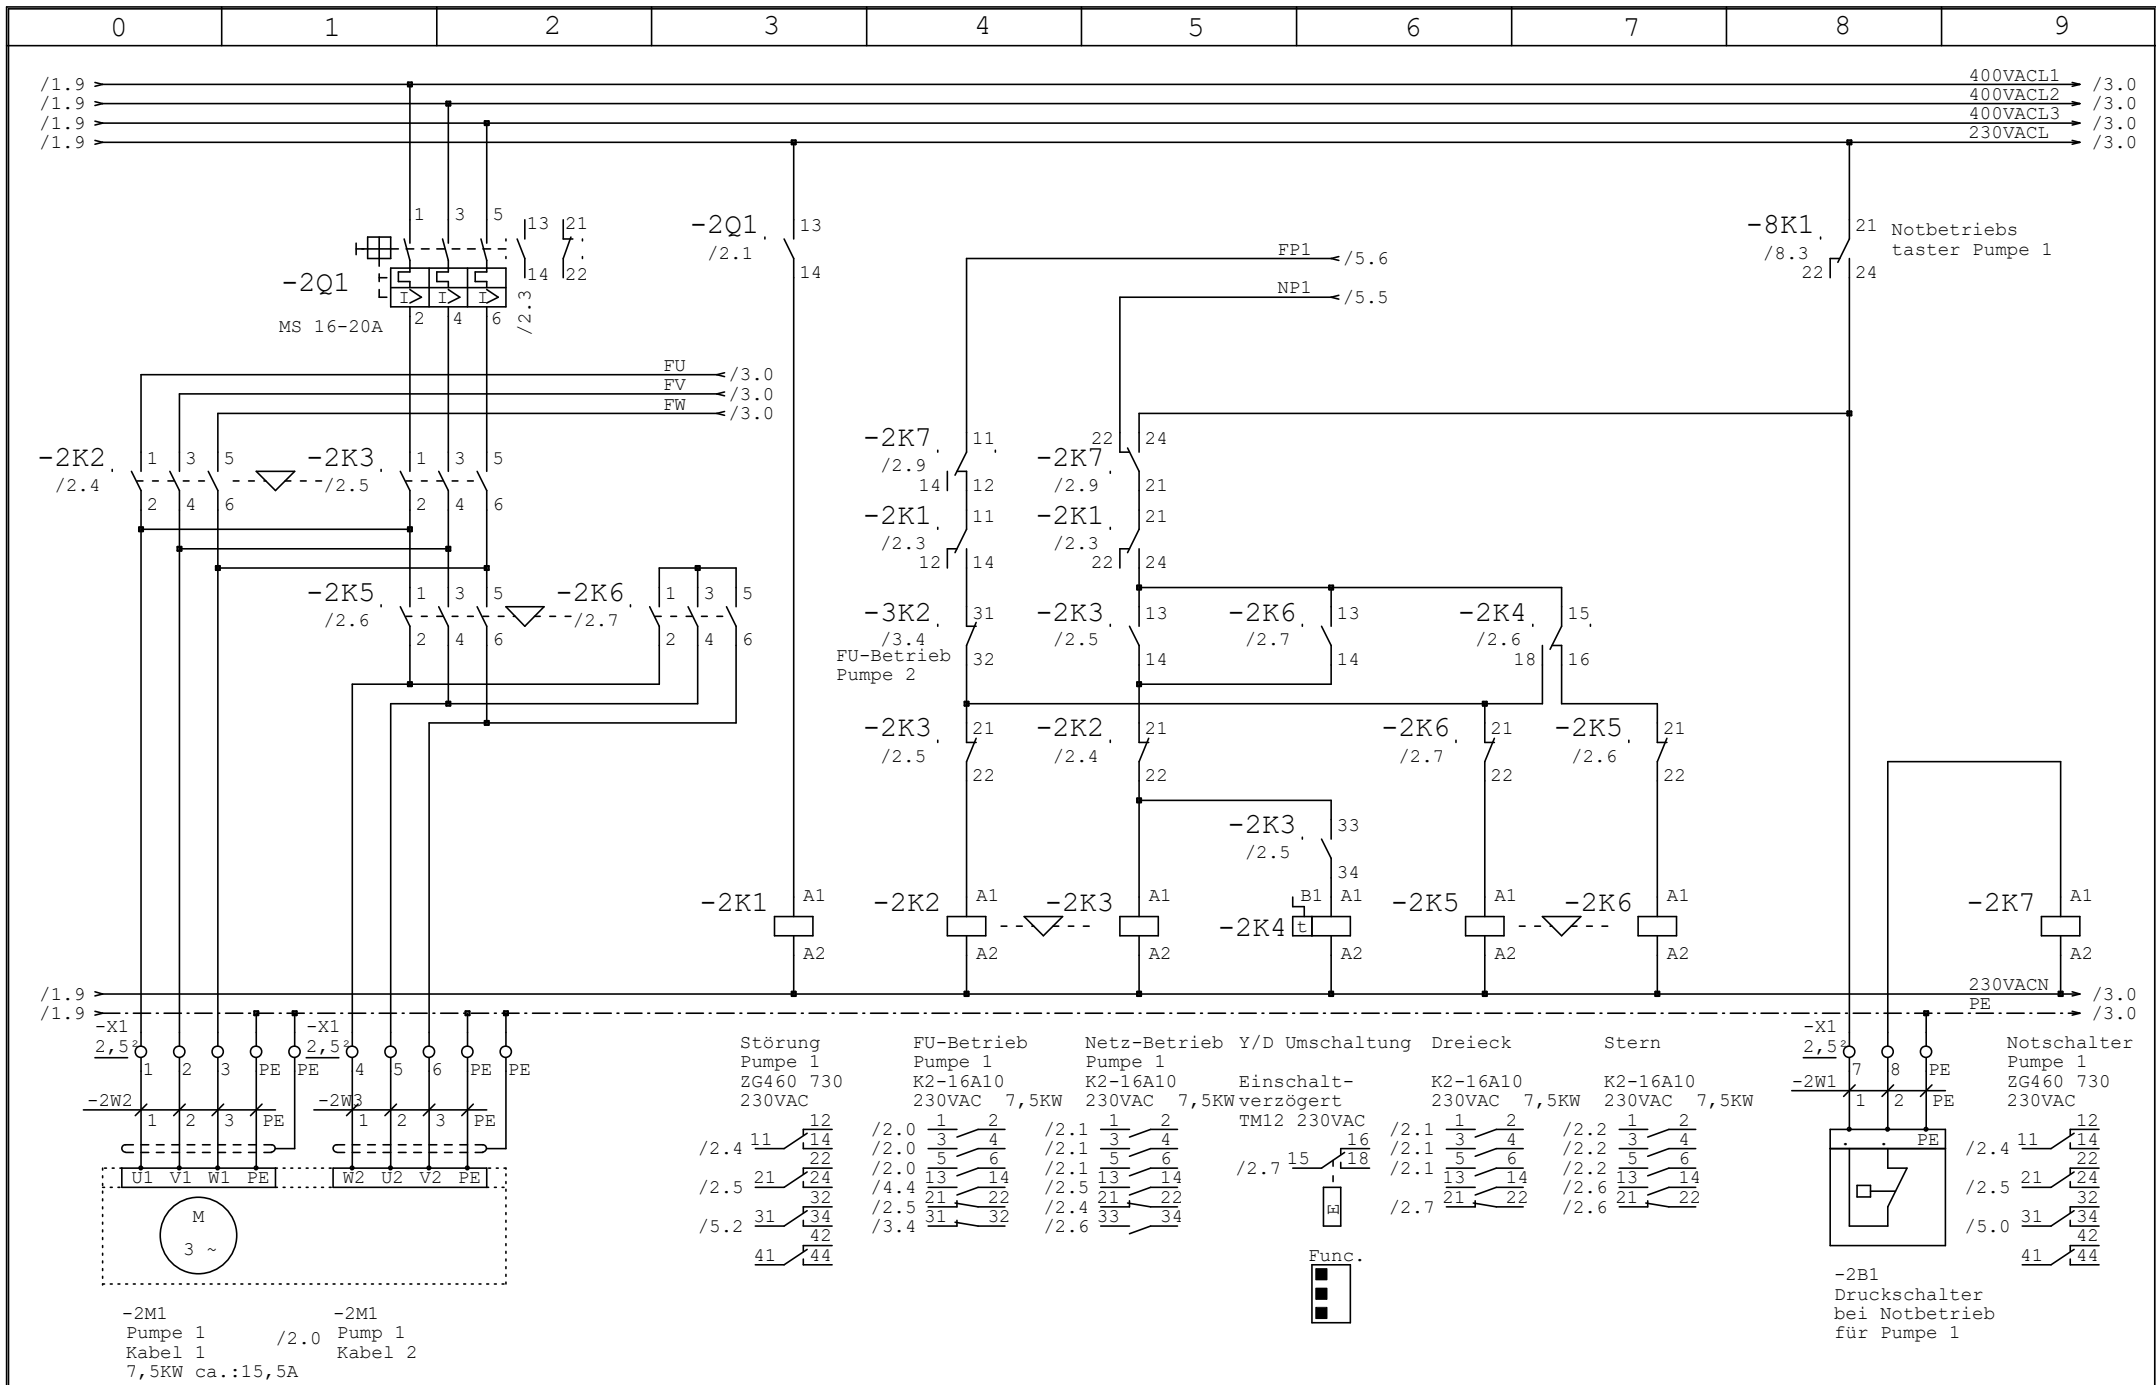 0 1 2 3 4 5 6 7 8 9
/1.9 400VACL1 /3.0
/1.9 400VACL2 /3.0
/1.9 400VACL3 /3.0
/1.9 230VACL /3.0
1 3 5 13 21
14 22
-2Q1
I> I> I>
2 4 6 /2.3
MS 16-20A
-2Q1 13
/2.1
14
FP1 /5.6
NP1 /5.5
-8K1 21 Notbetriebs
/8.3 taster Pumpe 1
22 24
FU /3.0
FV /3.0
FW /3.0
-2K2 1 3 5
/2.4
2 4 6
-2K3 1 3 5
/2.5
2 4 6
-2K7 11
/2.9
14 12
22 24
-2K7
/2.9
21
-2K1 11
/2.3
12 14
-2K1 21
/2.3
22 24
-2K5 1 3 5
/2.6
2 4 6
-2K6 1 3 5
/2.7
2 4 6
-3K2 31
/3.4
FU-Betrieb 32
Pumpe 2
-2K3 13
/2.5
14
-2K6 13
/2.7
14
-2K4 15
/2.6
18 16
-2K3 21
/2.5
22
-2K2 21
/2.4
22
-2K6 21
/2.7
22
-2K5 21
/2.6
22
-2K3 33
/2.5
34
-2K1 A1
A2
-2K2 A1
A2
-2K3 A1
A2
B1 A1
-2K4 t
A2
-2K5 A1
A2
-2K6 A1
A2
-2K7 A1
A2
/1.9 230VACN /3.0
/1.9 PE /3.0
-X1
2,5²
1 2 3 PE PE
-2W2
1 2 3 PE
U1 V1 W1 PE
-X1
2,5²
4 5 6 PE PE
-2W3
1 2 3 PE
W2 U2 V2 PE
M
3 ~
-2M1
Pumpe 1
Kabel 1
7,5KW ca.:15,5A
/2.0
-2M1
Pump 1
Kabel 2
Störung
Pumpe 1
ZG460 730
230VAC
12
/2.4 11 14
22
/2.5 21 24
32
/5.2 31 34
42
41 44
FU-Betrieb
Pumpe 1
K2-16A10
230VAC 7,5KW
/2.0 1 2
/2.0 3 4
/2.0 5 6
/4.4 13 14
/2.5 21 22
/3.4 31 32
Netz-Betrieb
Pumpe 1
K2-16A10
230VAC 7,5KW
/2.1 1 2
/2.1 3 4
/2.1 5 6
/2.5 13 14
/2.4 21 22
/2.6 33 34
Y/D Umschaltung
Einschalt-
verzögert
TM12 230VAC
16
/2.7 15 18
E
Func.
Dreieck
K2-16A10
230VAC 7,5KW
/2.1 1 2
/2.1 3 4
/2.1 5 6
13 14
/2.7 21 22
Stern
K2-16A10
230VAC 7,5KW
/2.2 1 2
/2.2 3 4
/2.2 5 6
/2.6 13 14
/2.6 21 22
-X1
2,5²
7 8 PE
-2W1
1 2 PE
PE
-2B1
Druckschalter
bei Notbetrieb
für Pumpe 1
Notschalter
Pumpe 1
ZG460 730
230VAC
12
/2.4 11 14
22
/2.5 21 24
32
/5.0 31 34
42
41 44